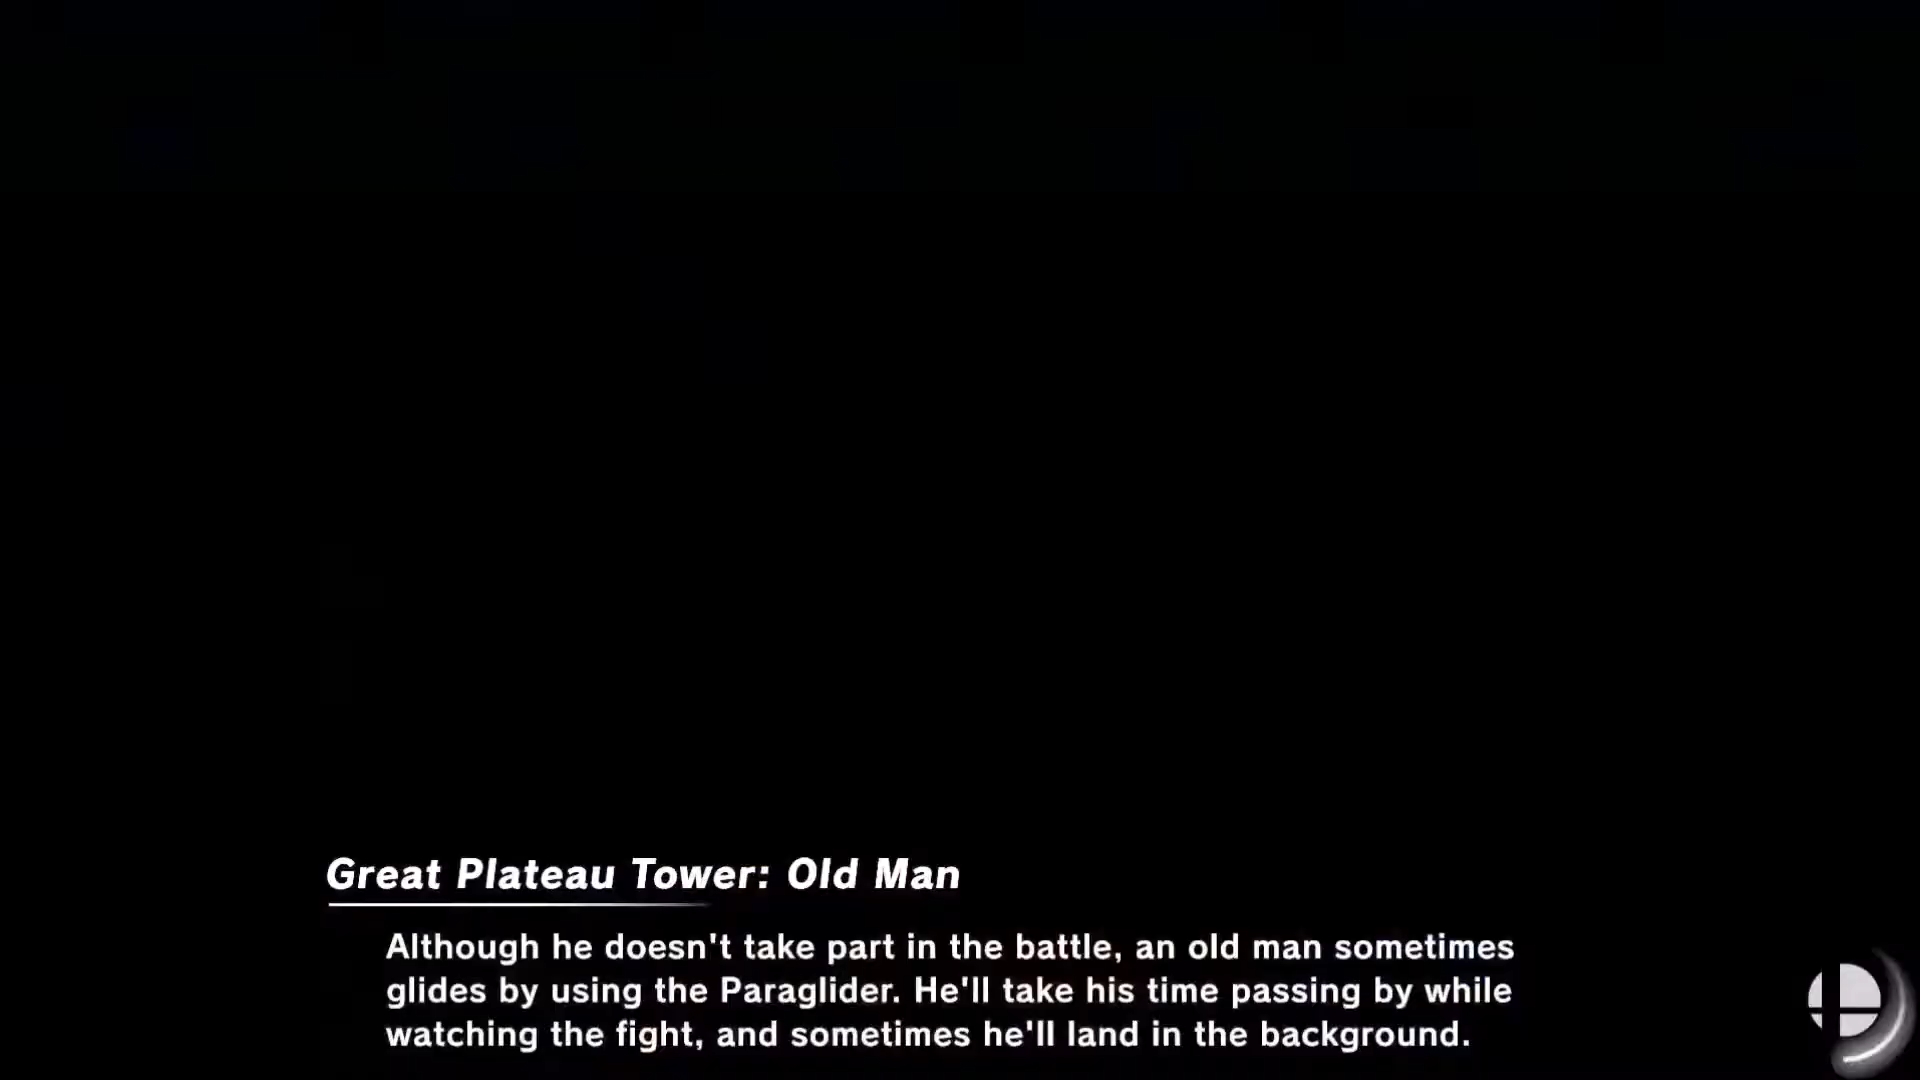 Great Plateau Tower: Old Man
Although he doesn't take part in the battle, an old man sometimes
glides by using the Paraglider. He'll take his time passing by while
watching the fight, and sometimes he'll land in the background.